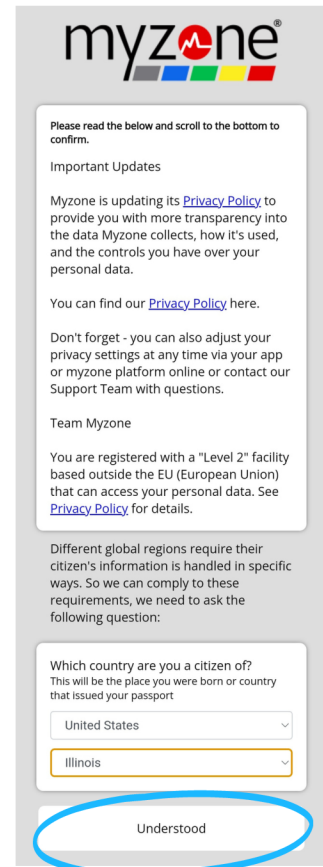 myzone®
Please read the below and scroll to the bottom to
confirm.
Important Updates
Myzone is updating its Privacy Policy to
provide you with more transparency into
the data Myzone collects, how it's used,
and the controls you have over your
personal data.
You can find our Privacy Policy here.
Don't forget - you can also adjust your
privacy settings at any time via your app
or myzone platform online or contact our
Support Team with questions.
Team Myzone
You are registered with a "Level 2" facility
based outside the EU (European Union)
that can access your personal data. See
Privacy Policy for details.
Different global regions require their
citizen's information is handled in specific
ways. So we can comply to these
requirements, we need to ask the
following question:
Which country are you a citizen of?
This will be the place you were born or country
that issued your passport
United States
Illinois
Understood